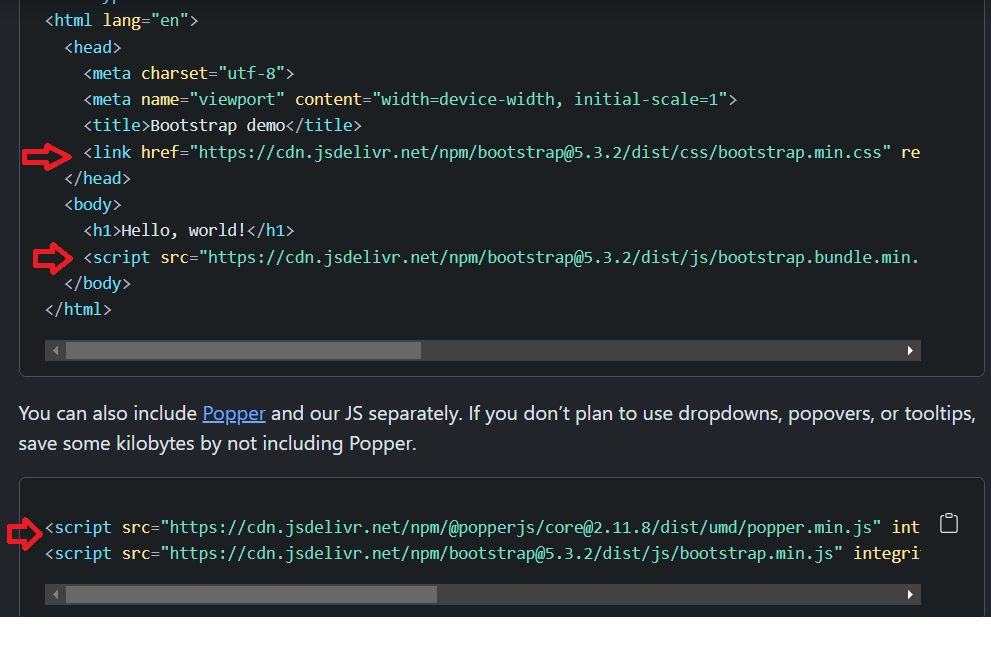 <html lang="en">
<head>
<meta charset="utf-8">
<meta name="viewport" content="width=device-width, initial-scale=1">
<title>Bootstrap demo</title>
<link href="https://cdn.jsdelivr.net/npm/bootstrap@5.3.2/dist/css/bootstrap.min.css" re
</head>
<body>
<h1>Hello, world!</h1>
<script src="https://cdn.jsdelivr.net/npm/bootstrap@5.3.2/dist/js/bootstrap.bundle.min.
</body>
</html>
You can also include Popper and our JS separately. If you don’t plan to use dropdowns, popovers, or tooltips,
save some kilobytes by not including Popper.
<script src="https://cdn.jsdelivr.net/npm/@popperjs/core@2.11.8/dist/umd/popper.min.js" int
<script src="https://cdn.jsdelivr.net/npm/bootstrap@5.3.2/dist/js/bootstrap.min.js" integri